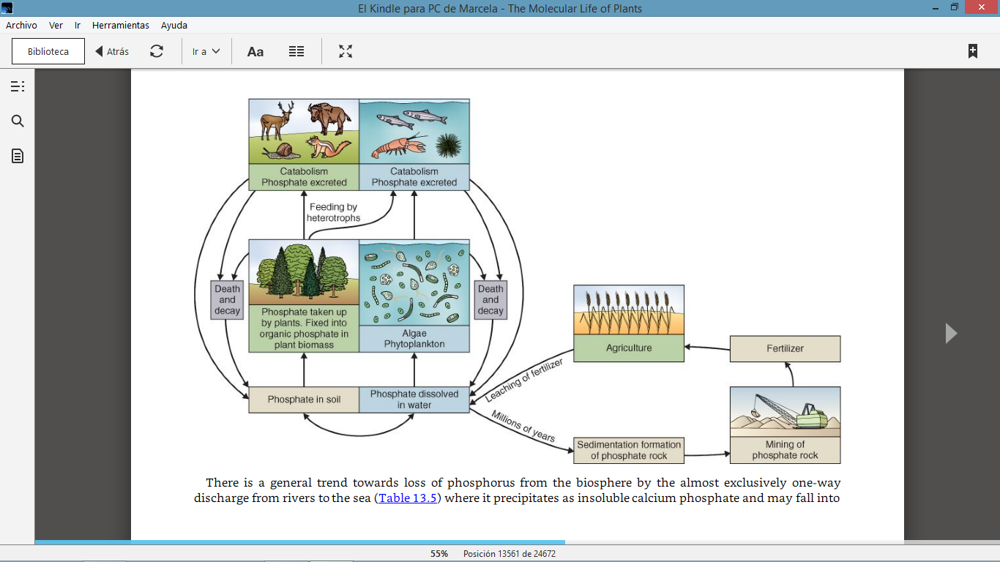 El Kindle para PC de Marcela - The Molecular Life of Plants
Archivo Ver Ir Herramientas Ayuda
Biblioteca Atrás Ir a Aa
Catabolism
Phosphate excreted
Catabolism
Phosphate excreted
Feeding by
heterotrophs
Death
and
decay
Phosphate taken up
by plants. Fixed into
organic phosphate in
plant biomass
Algae
Phytoplankton
Death
and
decay
Phosphate in soil
Phosphate dissolved
in water
Agriculture
Fertilizer
Leaching of fertilizer
Millions of years
Sedimentation formation
of phosphate rock
Mining of
phosphate rock
There is a general trend towards loss of phosphorus from the biosphere by the almost exclusively one-way
discharge from rivers to the sea (Table 13.5) where it precipitates as insoluble calcium phosphate and may fall into
55% Posición 13561 de 24672